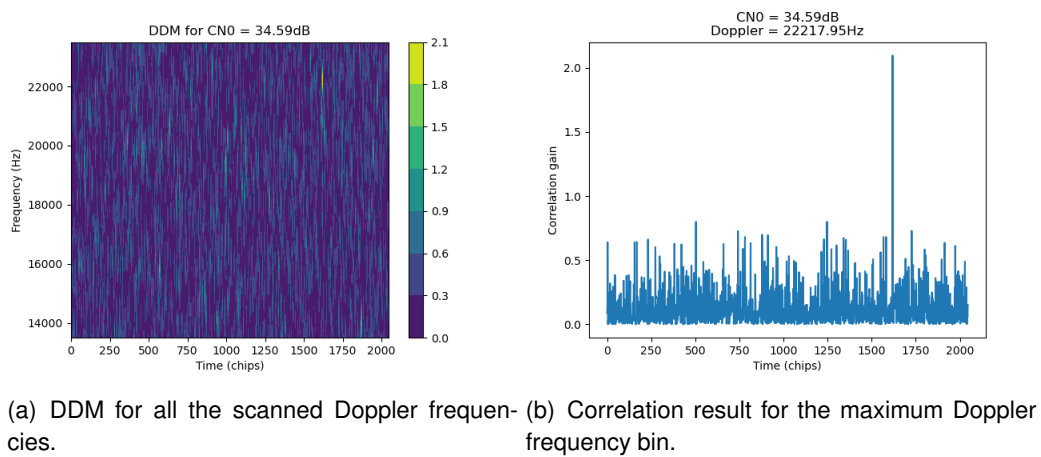 DDM for CN0 = 34.59dB
Frequency (Hz)
22000
20000
18000
16000
14000
0 250 500 750 1000 1250 1500 1750 2000
Time (chips)
2.1
1.8
1.5
1.2
0.9
0.6
0.3
0.0
CN0 = 34.59dB
Doppler = 22217.95Hz
Correlation gain
2.0
1.5
1.0
0.5
0.0
0 250 500 750 1000 1250 1500 1750 2000
Time (chips)
(a) DDM for all the scanned Doppler frequen-
cies.
(b) Correlation result for the maximum Doppler
frequency bin.